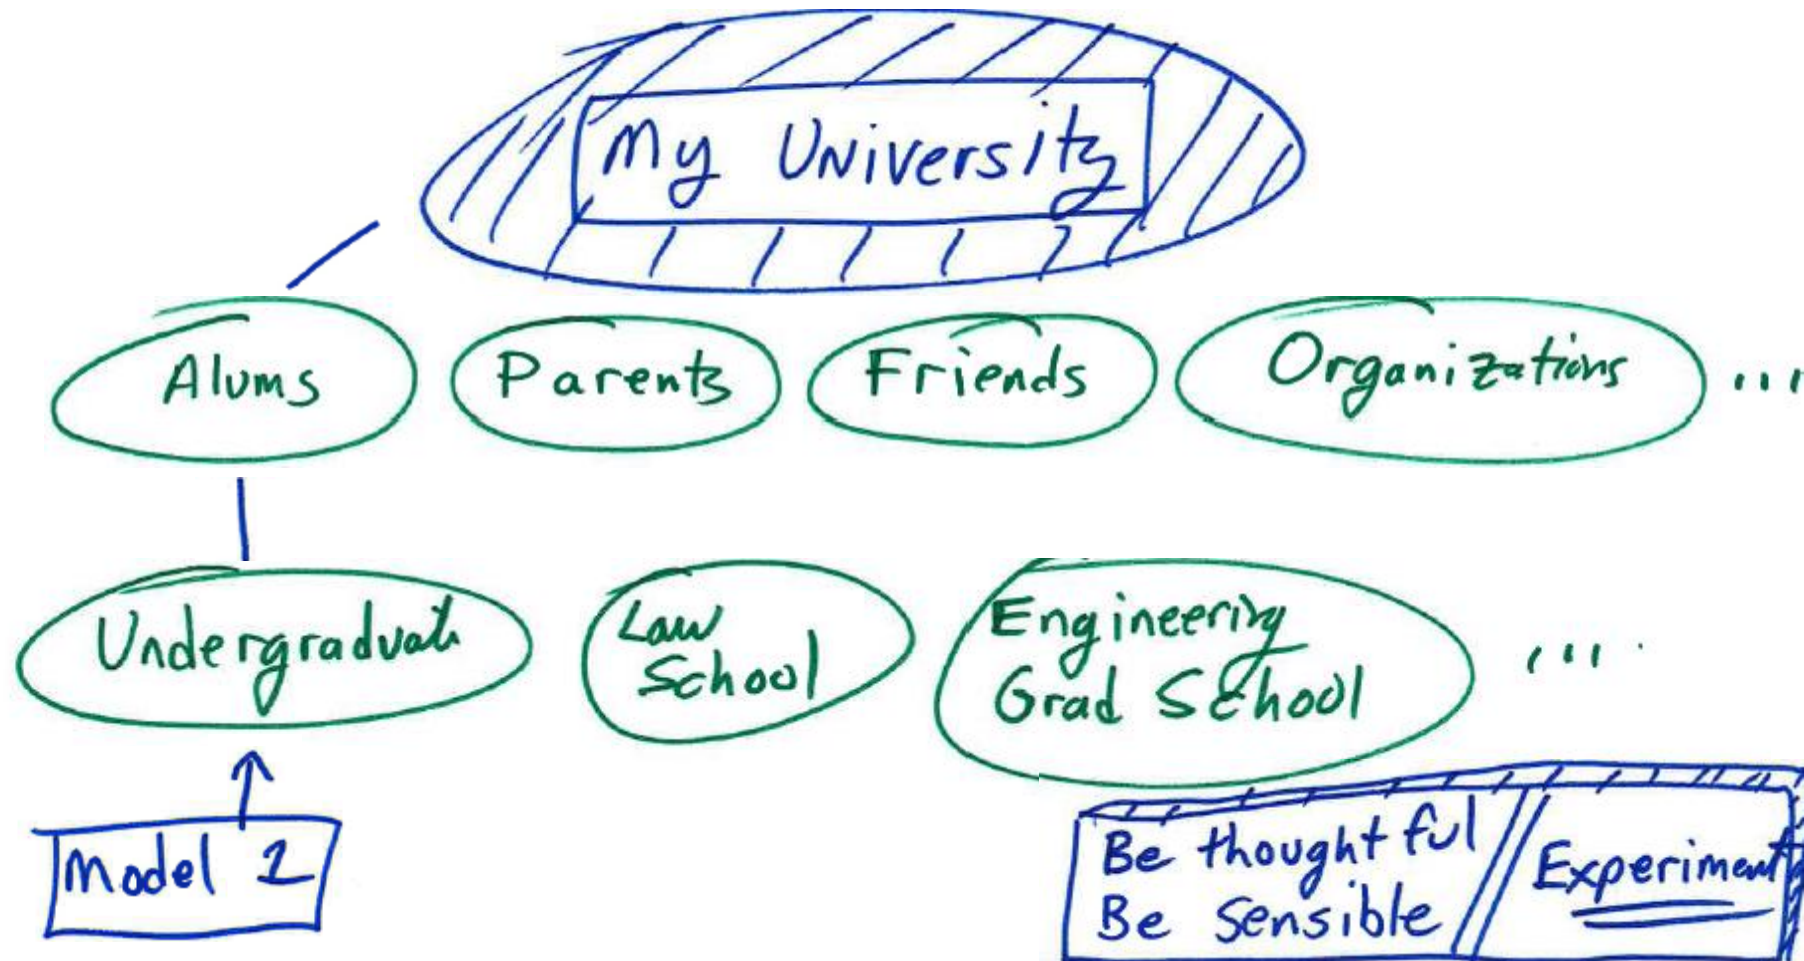 My University
Alums Parents Friends Organizations ...
Undergraduate Law School Engineering Grad School ....
Model 1
Be thoughtful
Be sensible
Experiment